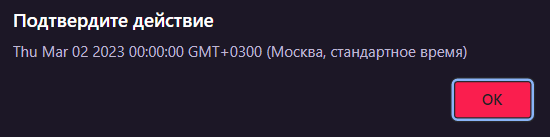 Подтвердите действие
Thu Mar 02 2023 00:00:00 GMT+0300 (Москва, стандартное время)
OK